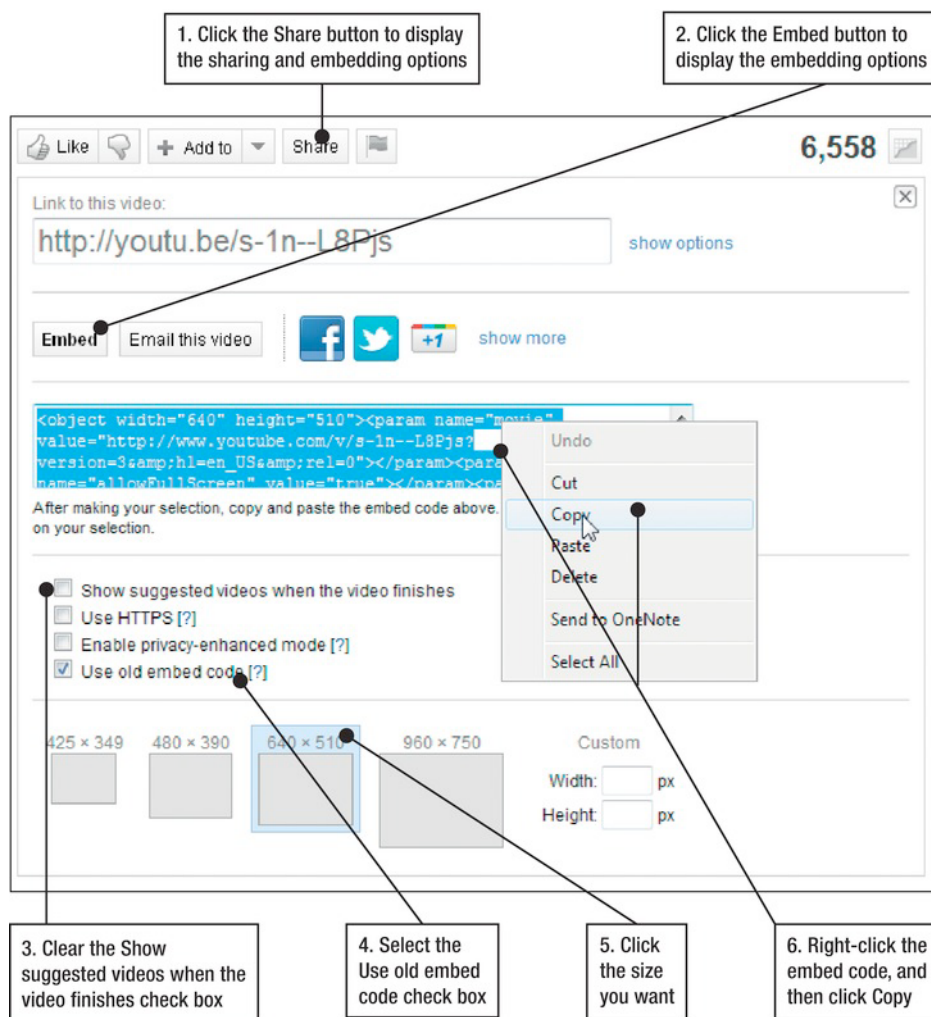 1. Click the Share button to display
the sharing and embedding options
2. Click the Embed button to
display the embedding options
Like
Add to
Share
6,558
Link to this video:
http://youtu.be/s-1n--L8Pjs
show options
Embed
Email this video
f
+1
show more
<object width="640" height="510"><param name="movie"
value="http://www.youtube.com/v/s-1n--L8Pjs?
version=3&amp;hl=en_US&amp;rel=0"></param><para
name="allowFullScreen" value="true"></param><pa
After making your selection, copy and paste the embed code above.
on your selection.
Undo
Cut
Copy
Paste
Delete
Send to OneNote
Select All
Show suggested videos when the video finishes
Use HTTPS [?]
Enable privacy-enhanced mode [?]
Use old embed code [?]
425 × 349
480 × 390
640 × 510
960 × 750
Custom
Width: px
Height: px
3. Clear the Show
suggested videos when the
video finishes check box
4. Select the
Use old embed
code check box
5. Click
the size
you want
6. Right-click the
embed code, and
then click Copy